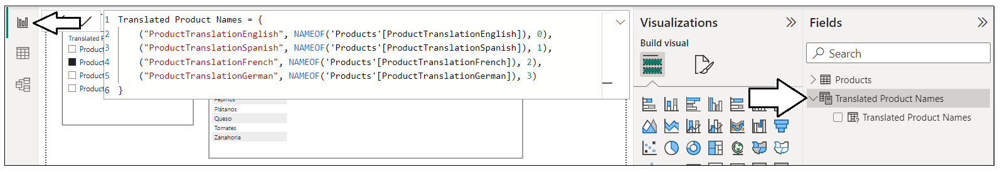 Translated P
Product
Product
Product
Product
1 Translated Product Names = {
2 ("ProductTranslationEnglish", NAMEOF('Products'[ProductTranslationEnglish]), 0),
3 ("ProductTranslationSpanish", NAMEOF('Products'[ProductTranslationSpanish]), 1),
4 ("ProductTranslationFrench", NAMEOF('Products'[ProductTranslationFrench]), 2),
5 ("ProductTranslationGerman", NAMEOF('Products'[ProductTranslationGerman]), 3)
6 }
Pepinos
Plátanos
Queso
Tomates
Zanahoria
Visualizations
Build visual
Fields
Search
Products
Translated Product Names
Translated Product Names